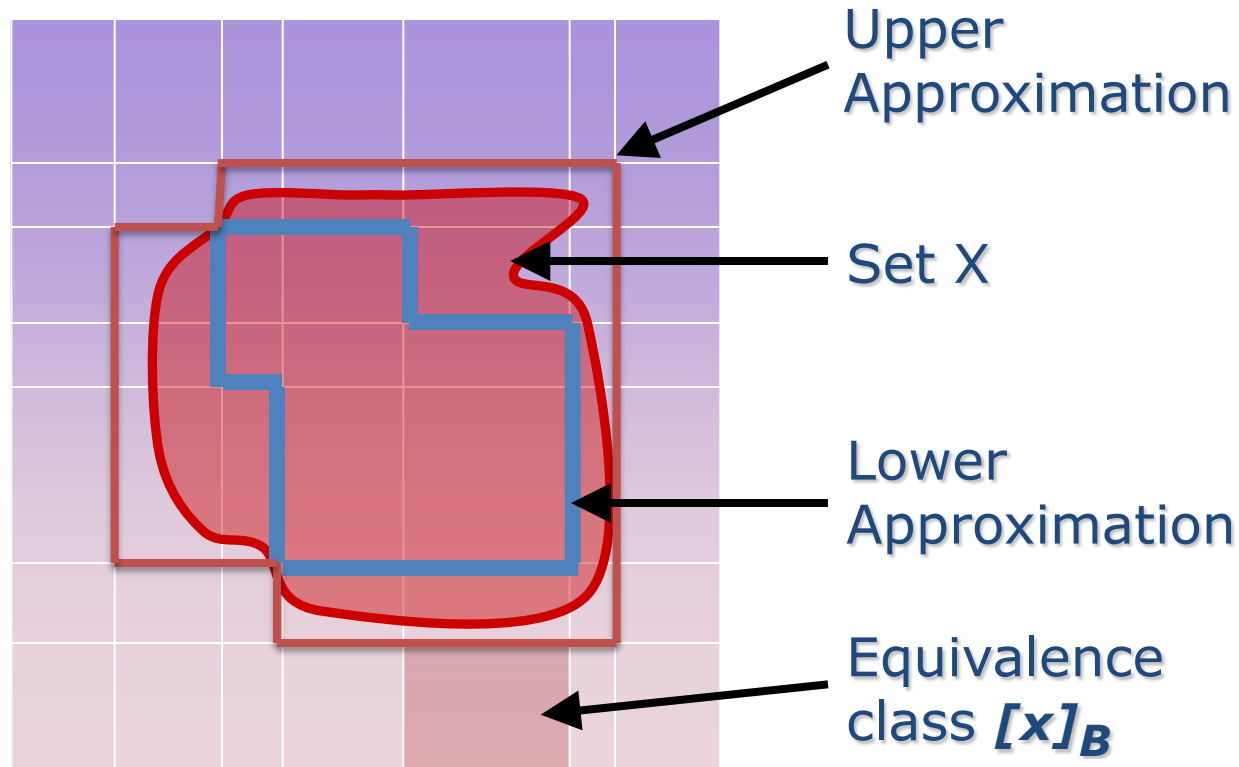 Upper
Approximation
Set X
Lower
Approximation
Equivalence
class [x]B